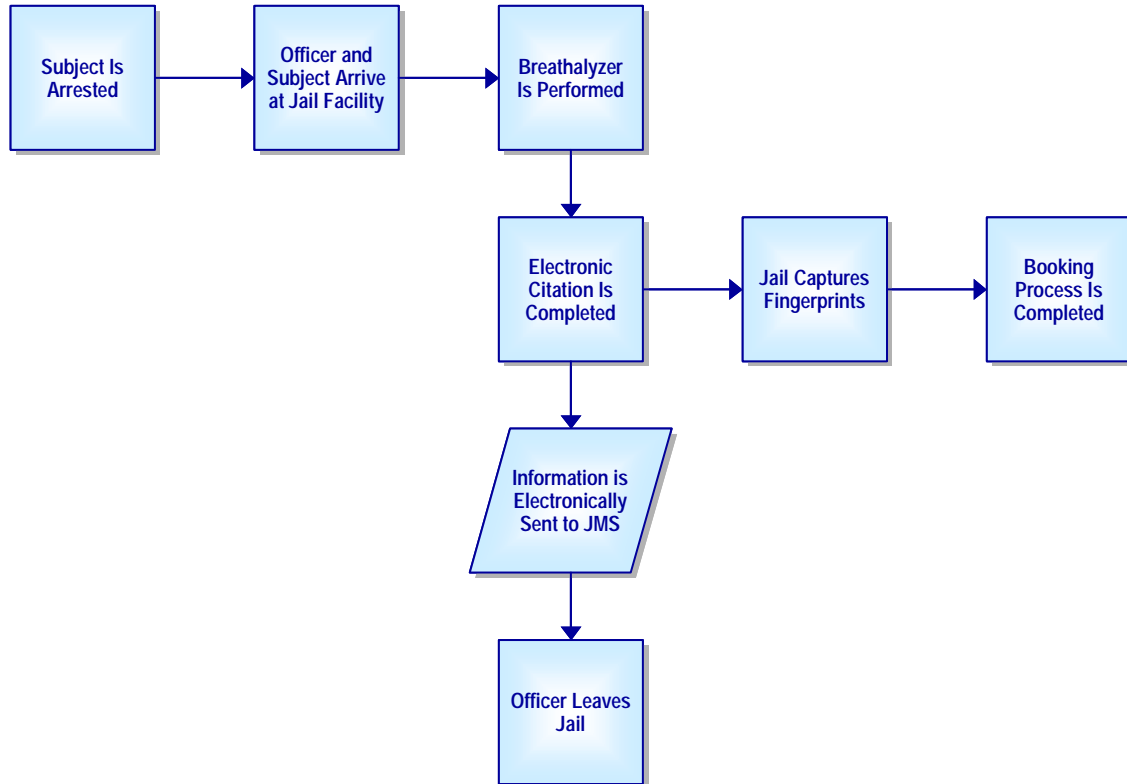 Subject Is
Arrested
Officer and
Subject Arrive
at Jail Facility
Breathalyzer
Is Performed
Electronic
Citation Is
Completed
Jail Captures
Fingerprints
Booking
Process Is
Completed
Information is
Electronically
Sent to JMS
Officer Leaves
Jail